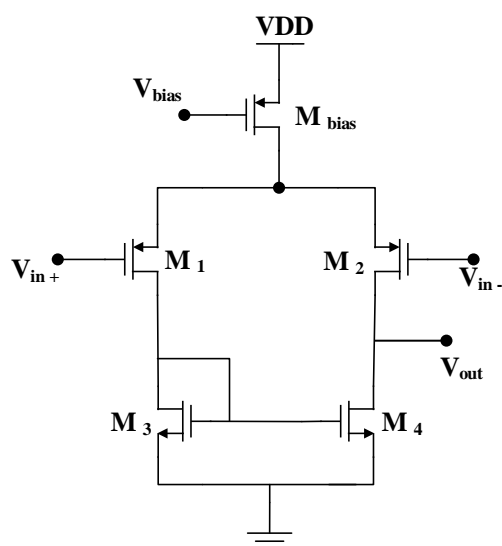 VDD
Vbias
M bias
Vin +
M 1
M 2
Vin -
Vout
M 3
M 4